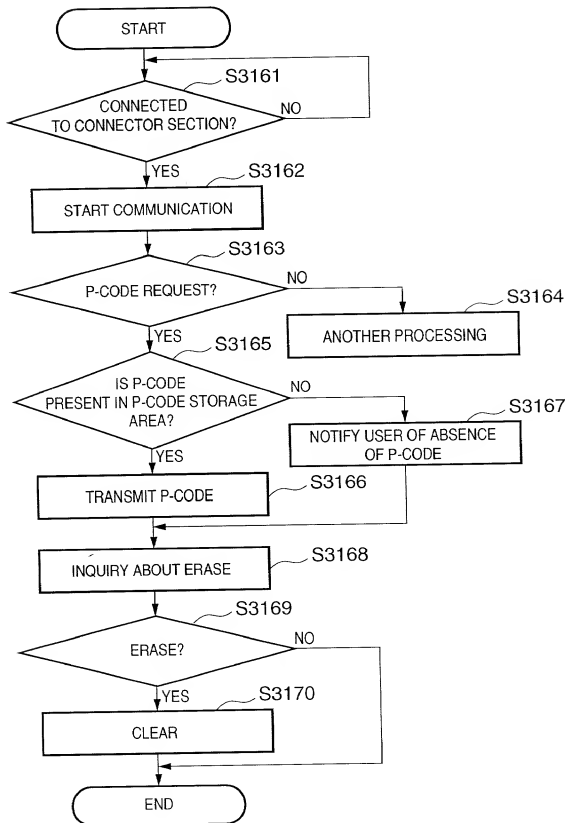 START
S3161
CONNECTED
TO CONNECTOR SECTION?
NO
YES
S3162
START COMMUNICATION
S3163
P-CODE REQUEST?
NO
S3164
ANOTHER PROCESSING
YES
S3165
IS P-CODE
PRESENT IN P-CODE STORAGE
AREA?
NO
S3167
NOTIFY USER OF ABSENCE
OF P-CODE
YES
S3166
TRANSMIT P-CODE
S3168
INQUIRY ABOUT ERASE
S3169
ERASE?
NO
YES
S3170
CLEAR
END